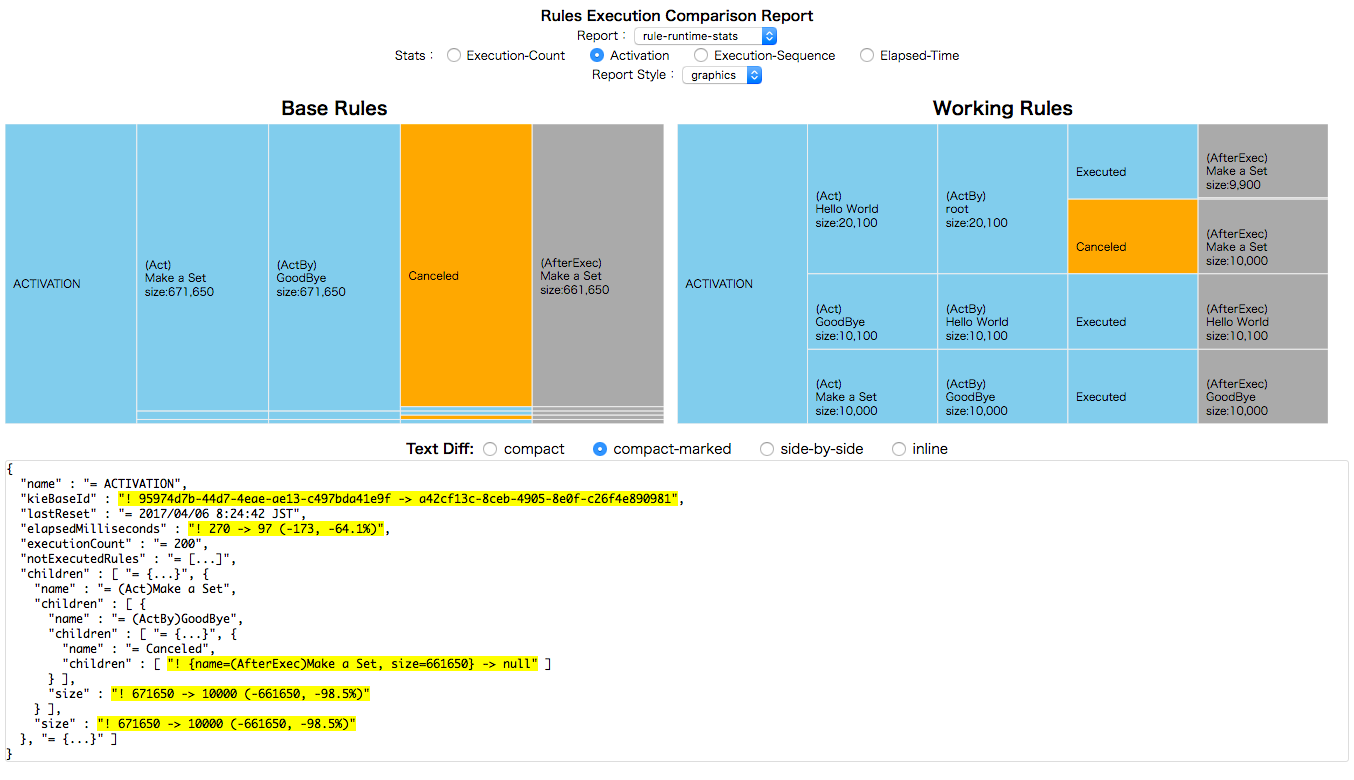 Rules Execution Comparison Report
Report : rule-runtime-stats
Stats : Execution-Count Activation Execution-Sequence Elapsed-Time
Report Style : graphics
Base Rules
ACTIVATION
(Act)
Make a Set
size:671,650
(ActBy)
GoodBye
size:671,650
Canceled
(AfterExec)
Make a Set
size:661,650
Working Rules
ACTIVATION
(Act)
Hello World
size:20,100
(ActBy)
root
size:20,100
Executed
(AfterExec)
Make a Set
size:9,900
Canceled
(AfterExec)
Make a Set
size:10,000
(Act)
GoodBye
size:10,100
(ActBy)
Hello World
size:10,100
Executed
(AfterExec)
Hello World
size:10,100
(Act)
Make a Set
size:10,000
(ActBy)
GoodBye
size:10,000
Executed
(AfterExec)
GoodBye
size:10,000
Text Diff: compact compact-marked side-by-side inline
{
  "name" : "= ACTIVATION",
  "kieBaseId" : "! 95974d7b-44d7-4eae-ae13-c497bda41e9f -> a42cf13c-8ceb-4905-8e0f-c26f4e890981",
  "lastReset" : "= 2017/04/06 8:24:42 JST",
  "elapsedMilliseconds" : "! 270 -> 97 (-173, -64.1%)",
  "executionCount" : "= 200",
  "notExecutedRules" : "= [...]",
  "children" : [ "= {...}", {
    "name" : "= (Act)Make a Set",
    "children" : [ {
      "name" : "= (ActBy)GoodBye",
      "children" : [ "= {...}", {
        "name" : "= Canceled",
        "children" : [ "! {name=(AfterExec)Make a Set, size=661650} -> null" ]
      } ],
      "size" : "! 671650 -> 10000 (-661650, -98.5%)"
    } ],
    "size" : "! 671650 -> 10000 (-661650, -98.5%)"
  }, "= {...}" ]
}